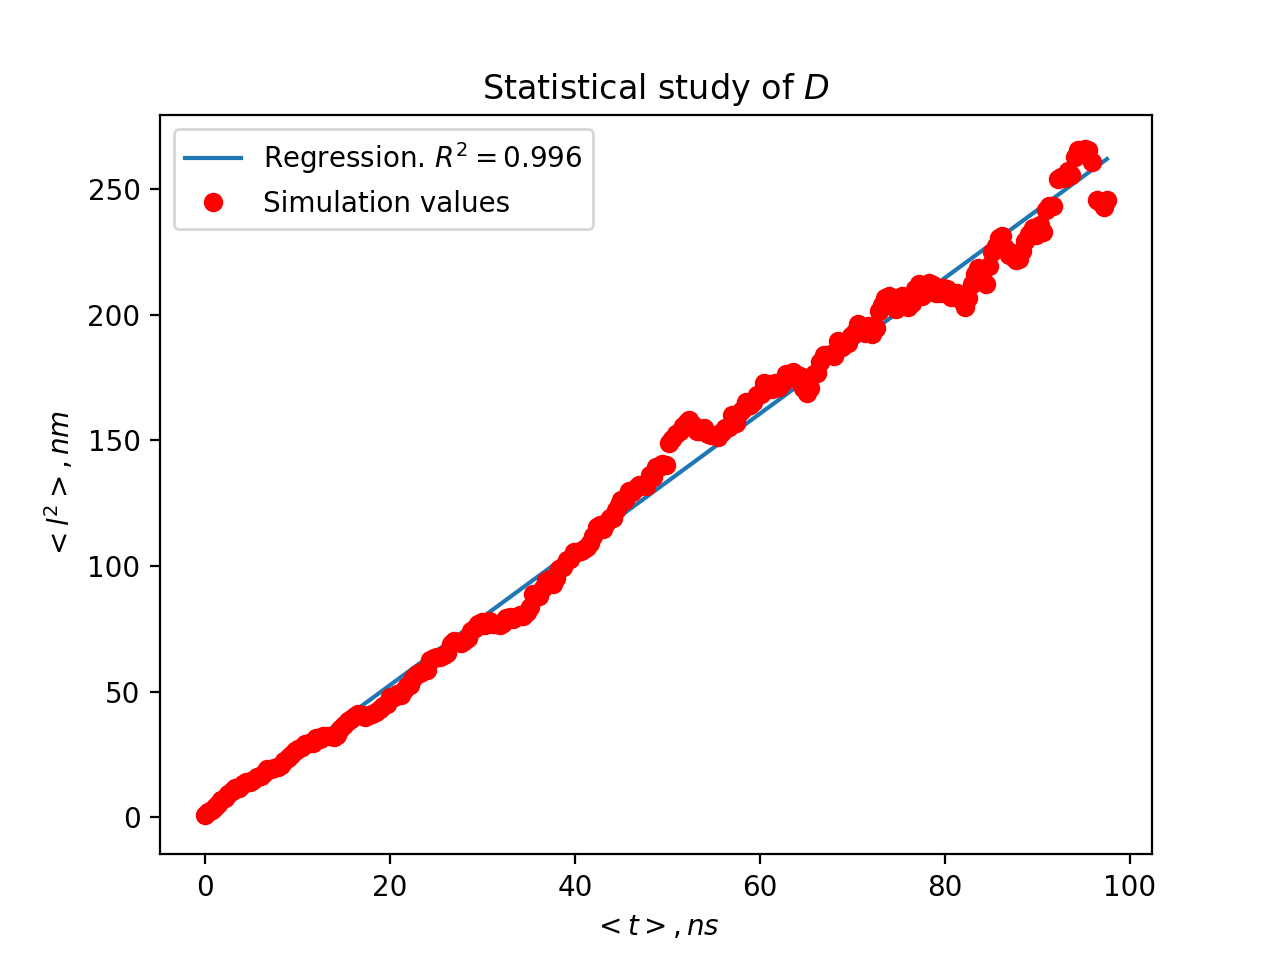 Statistical study of D
Regression. R² = 0.996
Simulation values
250
200
150
100
50
0
< l² >, nm
0 20 40 60 80 100
< t >, ns